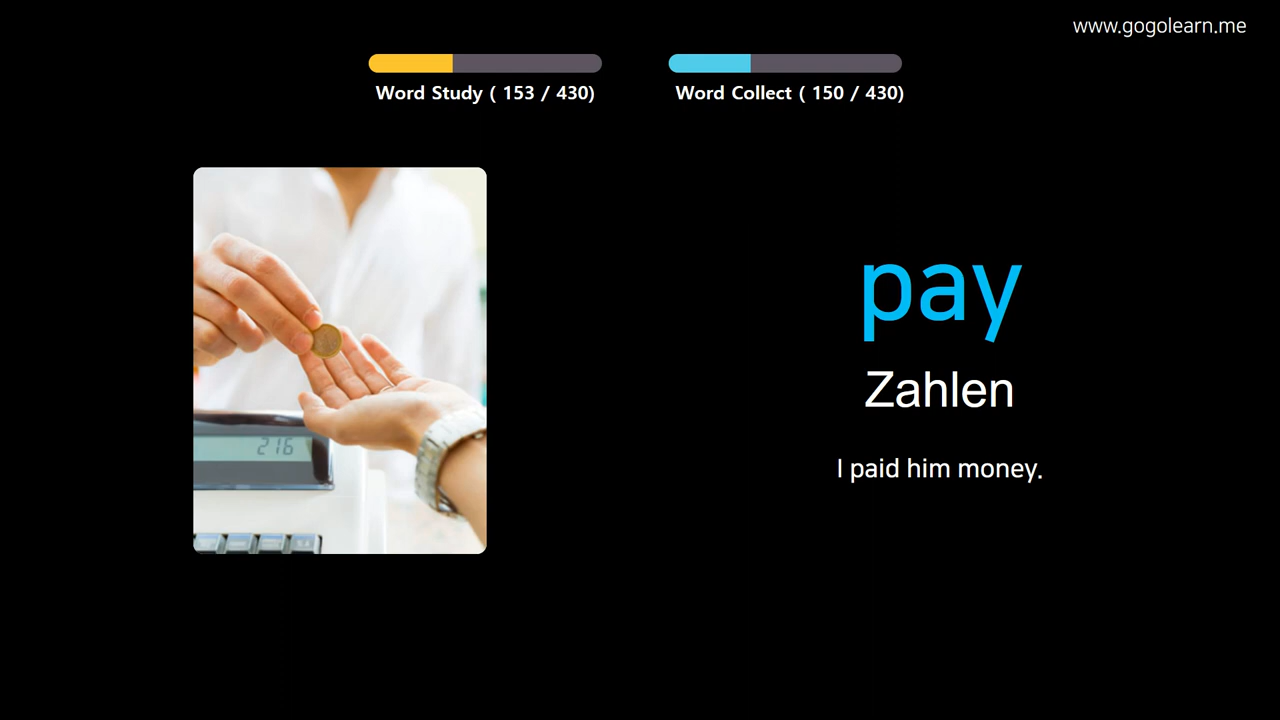 www.gogolearn.me
Word Study ( 153 / 430)
Word Collect ( 150 / 430)
216
pay
Zahlen
I paid him money.